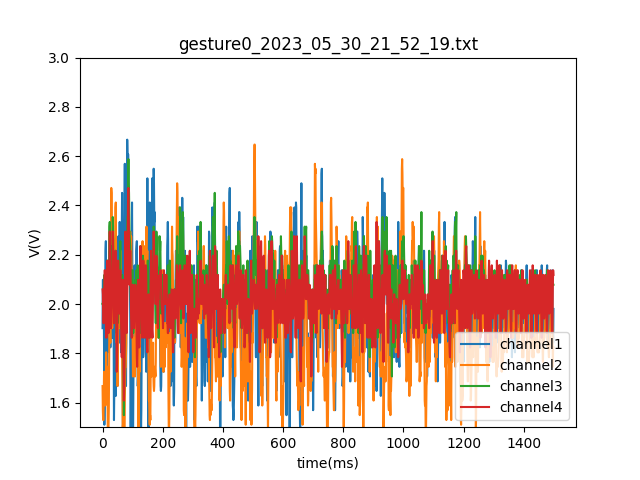 gesture0_2023_05_30_21_52_19.txt
3.0
2.8
2.6
2.4
2.2
2.0
1.8
1.6
V(V)
channel1
channel2
channel3
channel4
0 200 400 600 800 1000 1200 1400
time(ms)